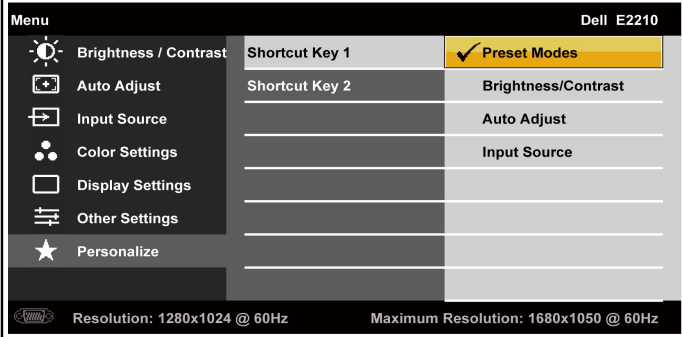 Menu Dell E2210
Brightness / Contrast Shortcut Key 1 Preset Modes
Auto Adjust Shortcut Key 2 Brightness/Contrast
Input Source Auto Adjust
Color Settings Input Source
Display Settings
Other Settings
Personalize
Resolution: 1280x1024 @ 60Hz Maximum Resolution: 1680x1050 @ 60Hz